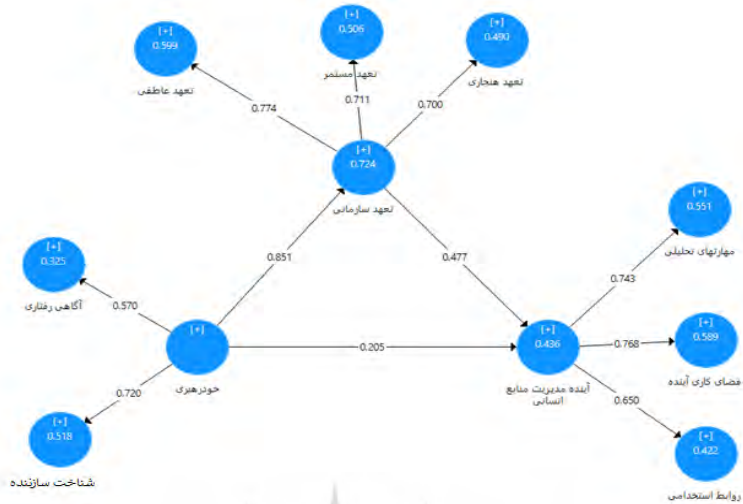 [+]
0.506
تعهد مستمر
[+]
0.490
تعهد هنجاری
[+]
0.599
تعهد عاطفی
0.774
0.711
0.700
[+]
0.724
تعهد سازمانی
[+]
0.551
مهارتهای تحلیلی
[+]
0.325
آگاهی رفتاری
0.851
0.477
0.743
0.570
[+]
خودرهبری
0.205
[+]
0.436
آینده مدیریت منابع
انسانی
0.768
[+]
0.589
فضای کاری آینده
0.720
0.650
[+]
0.518
شناخت سازنده
[+]
0.422
روابط استخدامی